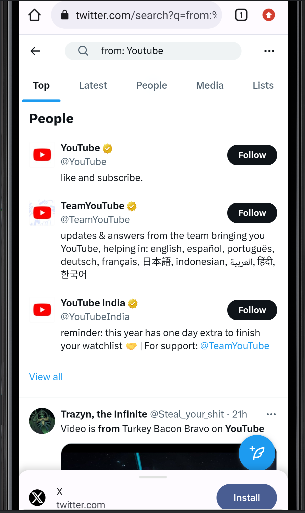 twitter.com/search?q=from:%
1
from: Youtube
Top
Latest
People
Media
Lists
People
YouTube
@YouTube
Follow
like and subscribe.
TeamYouTube
@TeamYouTube
Follow
updates & answers from the team bringing you
YouTube, helping in: english, español, português,
deutsch, français, 日本語, indonesian, العربية, हिंदी,
한국어
YouTube India
@YouTubeIndia
Follow
reminder: this year has one day extra to finish
your watchlist 🤝 | For support: @TeamYouTube
View all
Trazyn, the Infinite @Steal_your_shit · 21h
Video is from Turkey Bacon Bravo on YouTube
X
twitter.com
Install